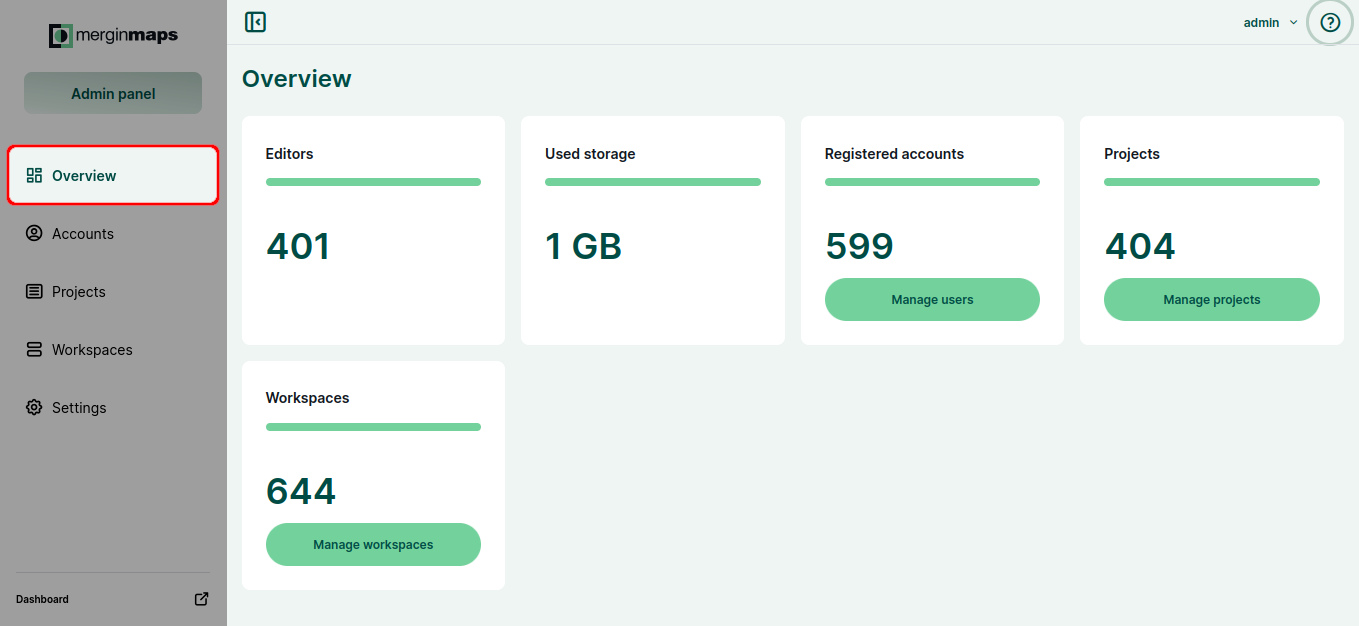 merginmaps
Admin panel
Overview
Accounts
Projects
Workspaces
Settings
Dashboard
admin
Overview
Editors
401
Used storage
1 GB
Registered accounts
599
Manage users
Projects
404
Manage projects
Workspaces
644
Manage workspaces